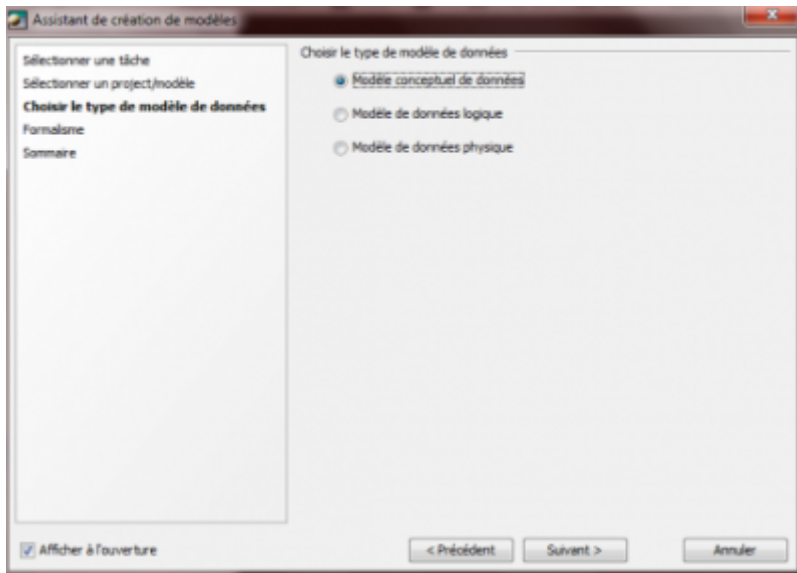 Assistant de création de modèles
Sélectionner une tâche
Sélectionner un project/modèle
Choisir le type de modèle de données
Formalisme
Sommaire
Choisir le type de modèle de données
Modèle conceptuel de données
Modèle de données logique
Modèle de données physique
Afficher à l'ouverture
< Précédent
Suivant >
Annuler